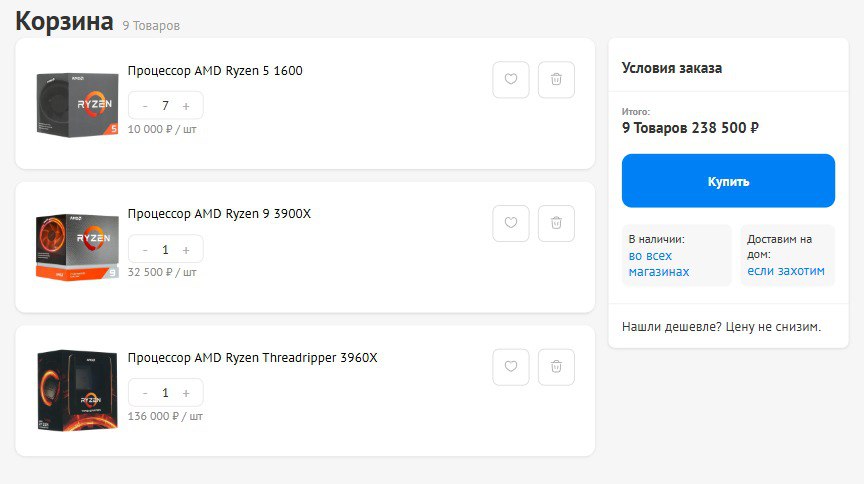 Корзина 9 Товаров
Процессор AMD Ryzen 5 1600
RYZEN
5
- 7 +
10 000 ₽ / шт
Процессор AMD Ryzen 9 3900X
RYZEN
9
- 1 +
32 500 ₽ / шт
Процессор AMD Ryzen Threadripper 3960X
RYZEN
- 1 +
136 000 ₽ / шт
Условия заказа
Итого:
9 Товаров 238 500 ₽
Купить
В наличии:
во всех
магазинах
Доставим на
дом:
если захотим
Нашли дешевле? Цену не снизим.